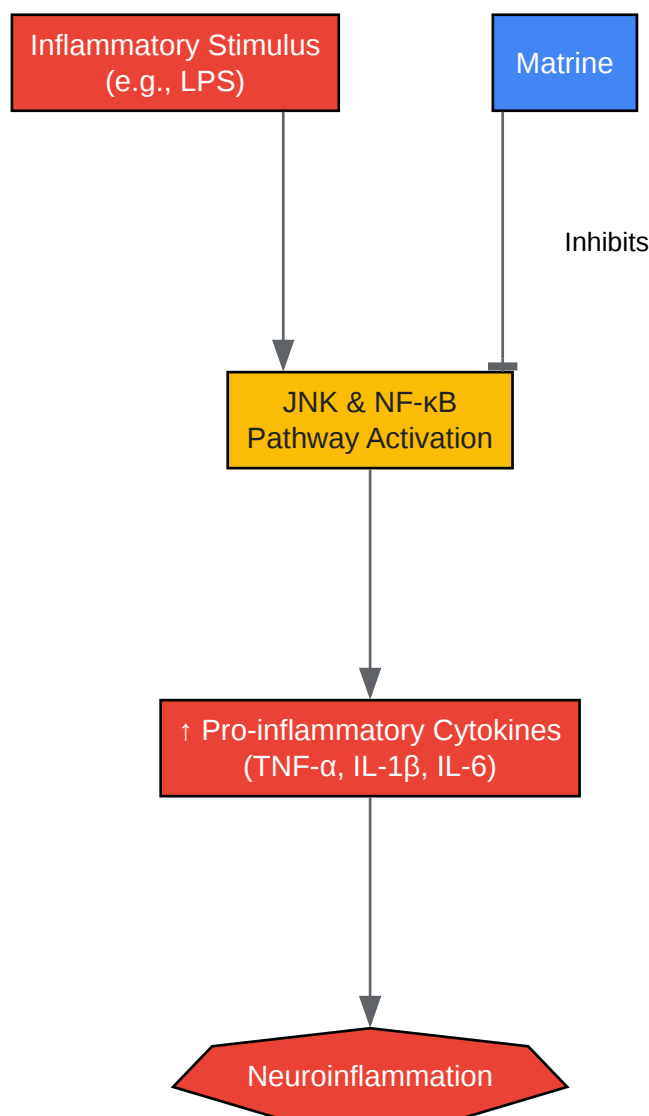 Inflammatory Stimulus
(e.g., LPS)
Matrine
Inhibits
JNK & NF-κB
Pathway Activation
↑ Pro-inflammatory Cytokines
(TNF-α, IL-1β, IL-6)
Neuroinflammation